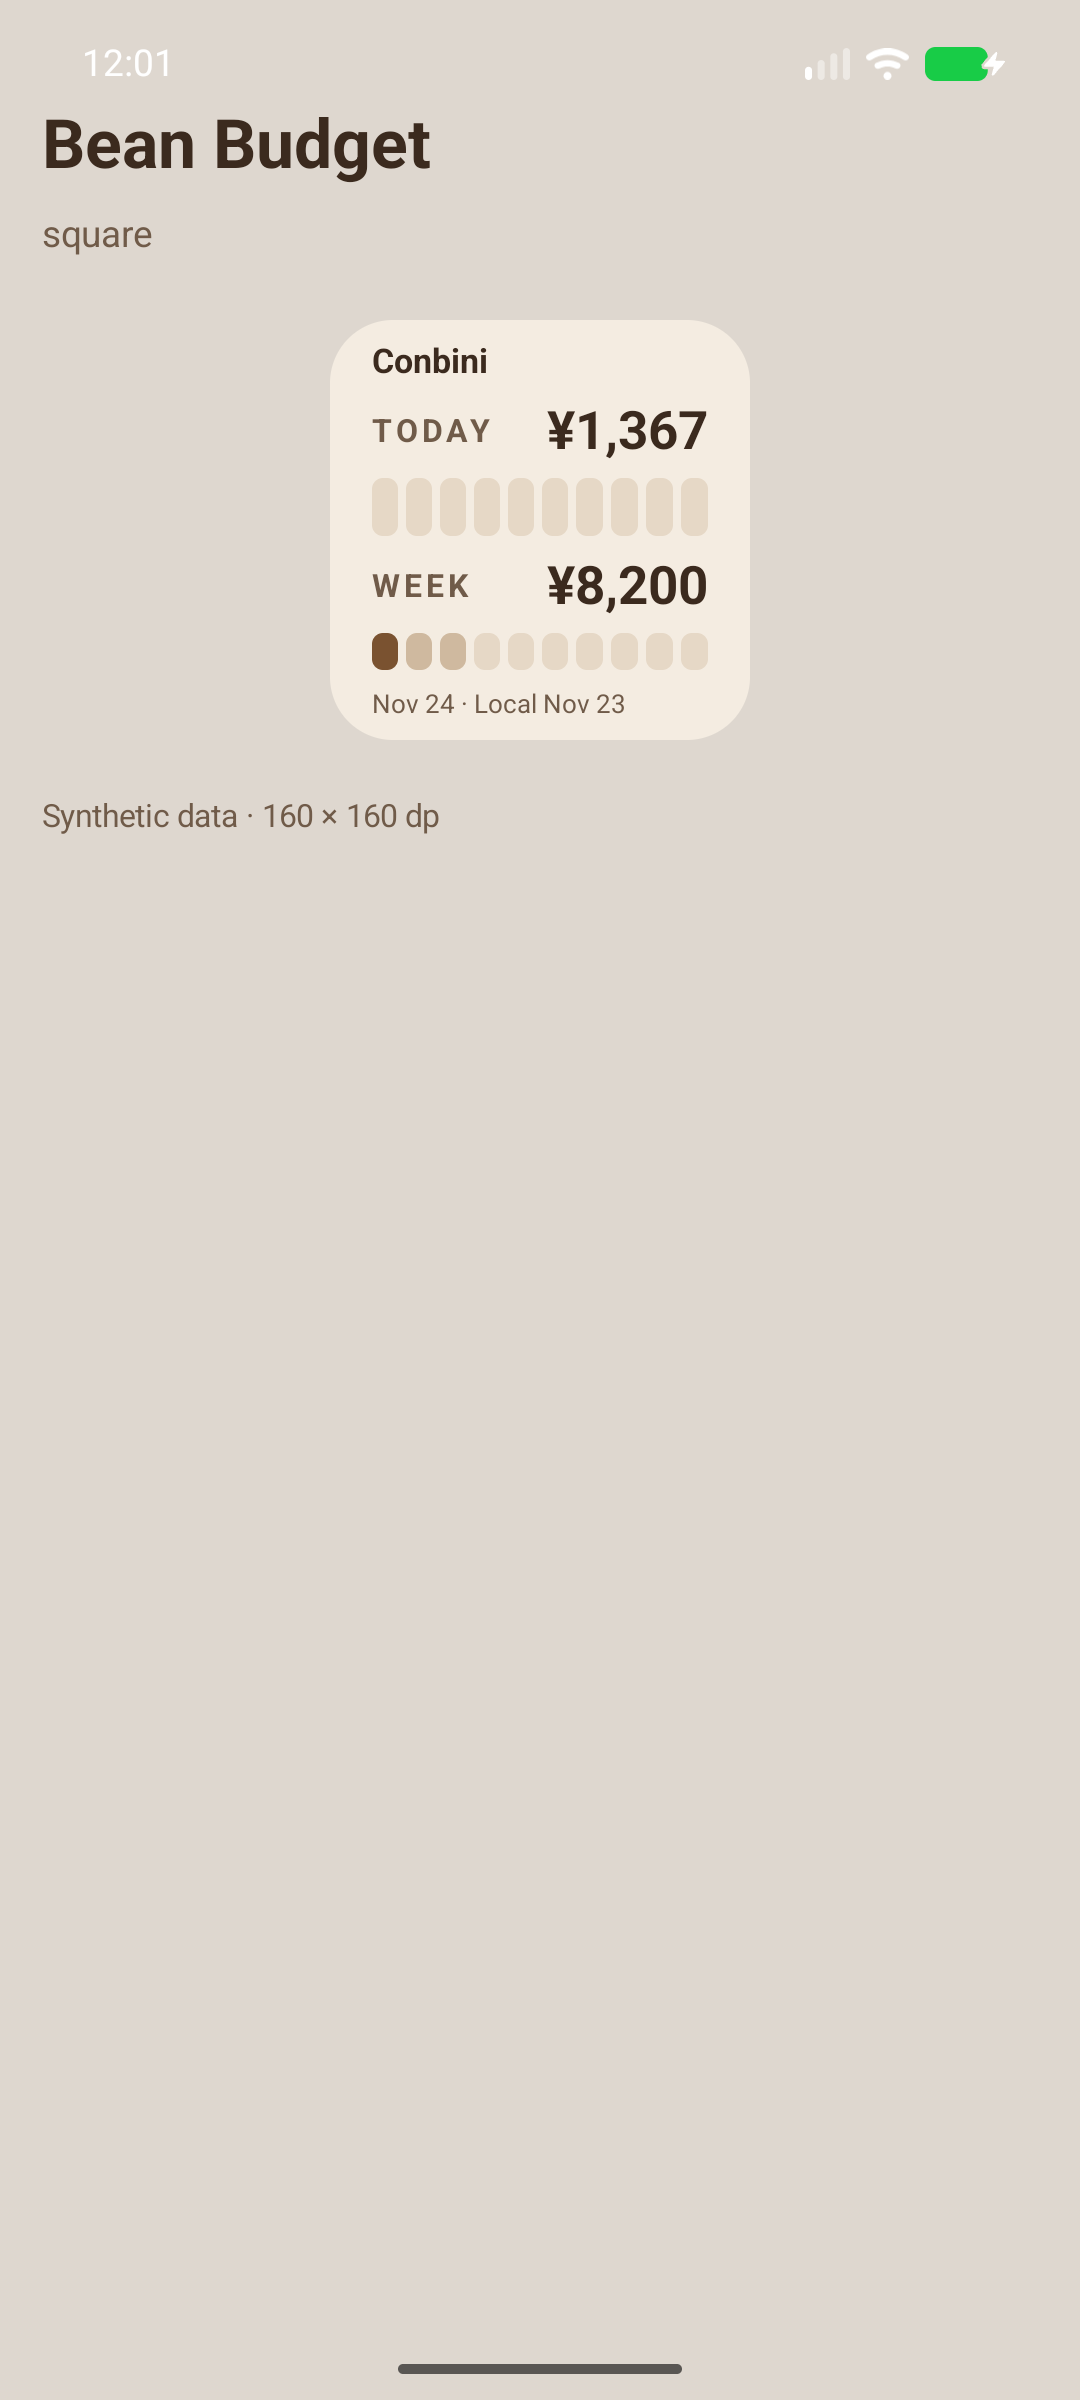 12:01
Bean Budget
square
Conbini
TODAY ¥1,367
WEEK ¥8,200
Nov 24 · Local Nov 23
Synthetic data · 160 × 160 dp